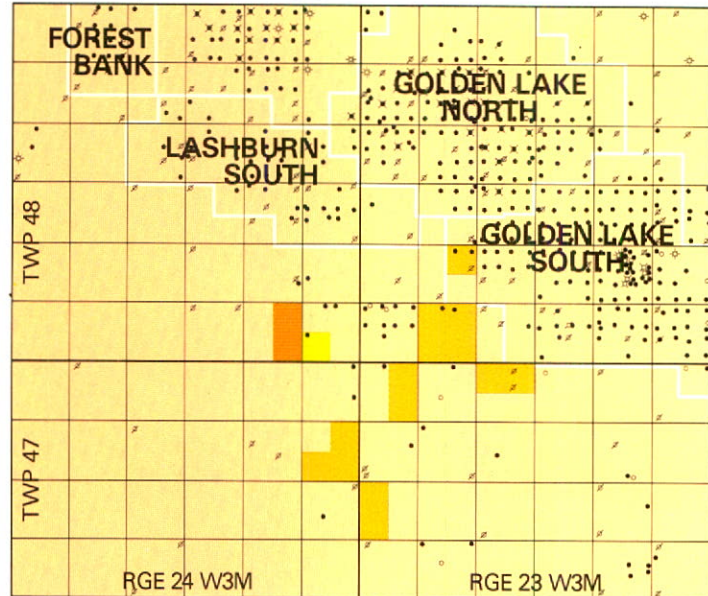 FOREST
BANK
GOLDEN LAKE
NORTH
LASHBURN
SOUTH
GOLDEN LAKE
SOUTH
TWP 48
TWP 47
RGE 24 W3M
RGE 23 W3M